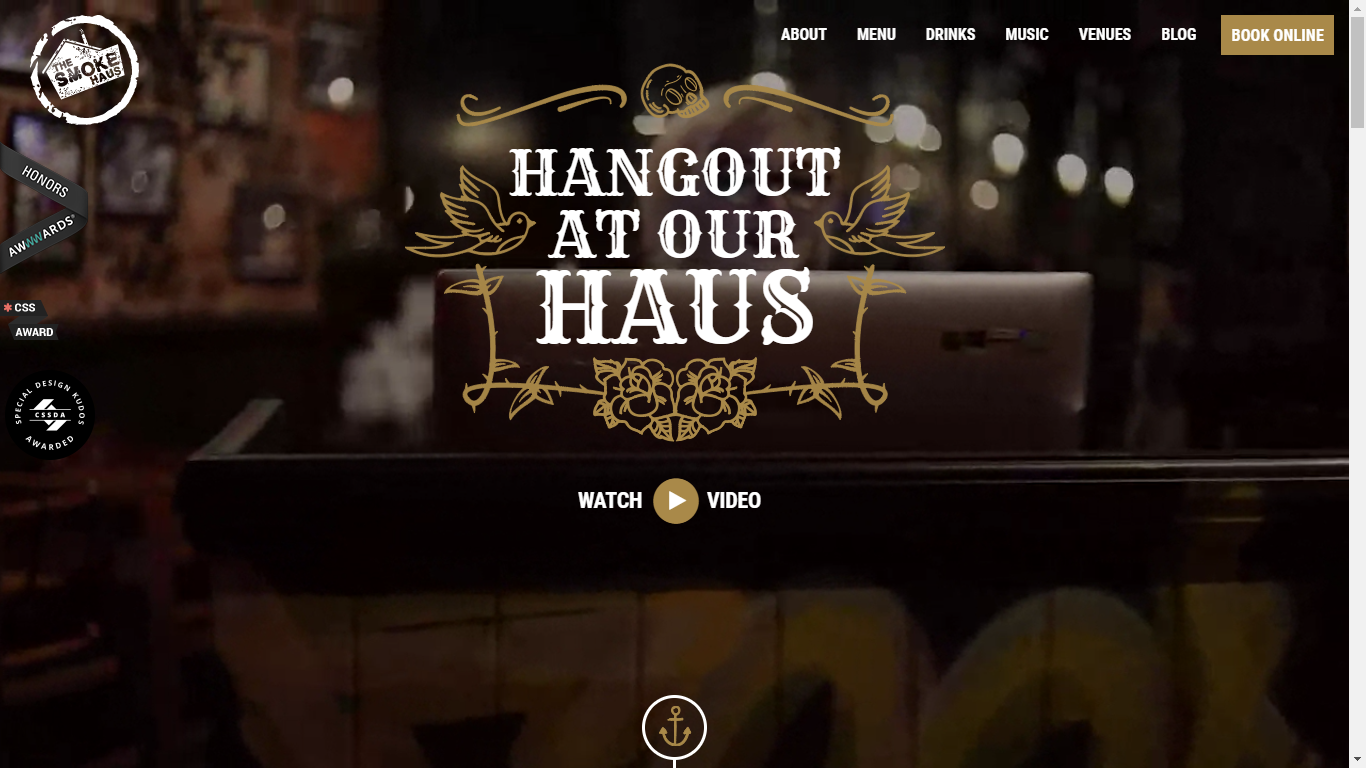 THE
SMOKE
HAUS
ABOUT
MENU
DRINKS
MUSIC
VENUES
BLOG
BOOK ONLINE
HANGOUT
AT OUR
HAUS
HONORS
AWWWARDS
* CSS
AWARD
SPECIAL DESIGN KUDOS
CSSDA
AWARDED
WATCH
VIDEO